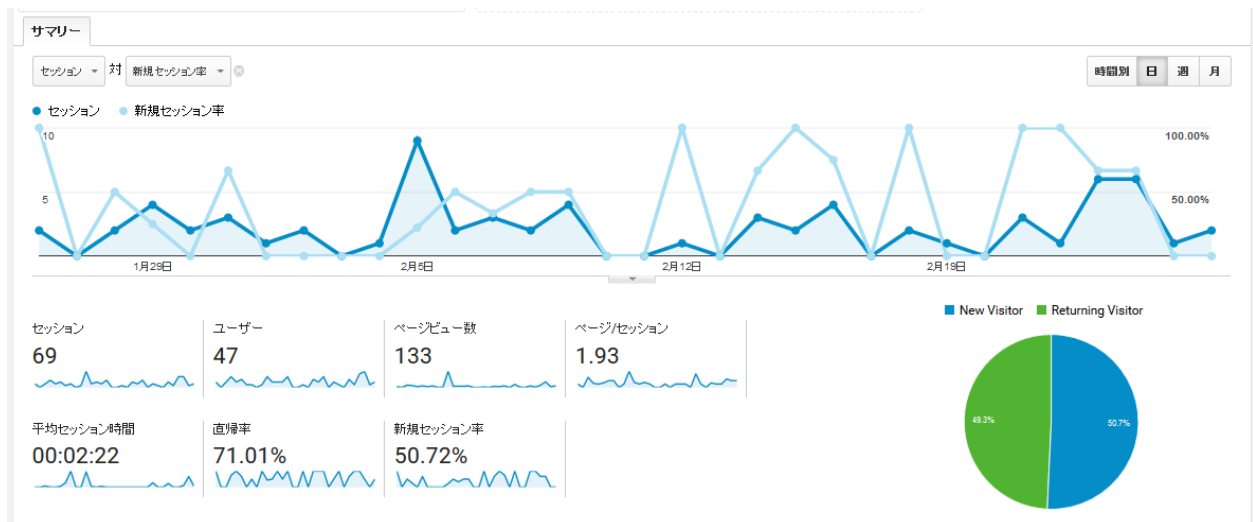 サマリー
セッション 対 新規セッション率
時間別 日 週 月
セッション 新規セッション率
10 100.00%
5 50.00%
1月29日 2月5日 2月12日 2月19日
New Visitor Returning Visitor
セッション ユーザー ページビュー数 ページ/セッション
69 47 133 1.93
49.3% 50.7%
平均セッション時間 直帰率 新規セッション率
00:02:22 71.01% 50.72%